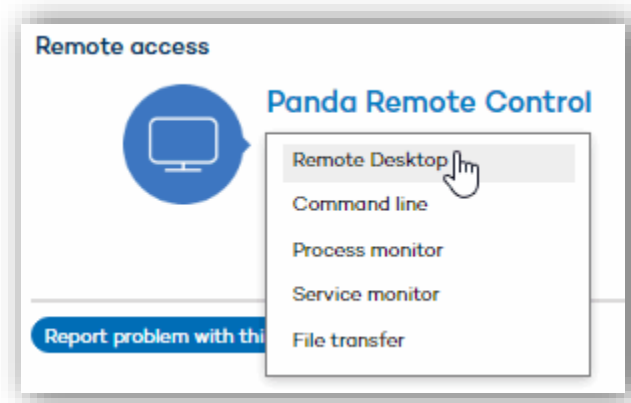 Remote access
Panda Remote Control
Remote Desktop
Command line
Process monitor
Service monitor
File transfer
Report problem with thi